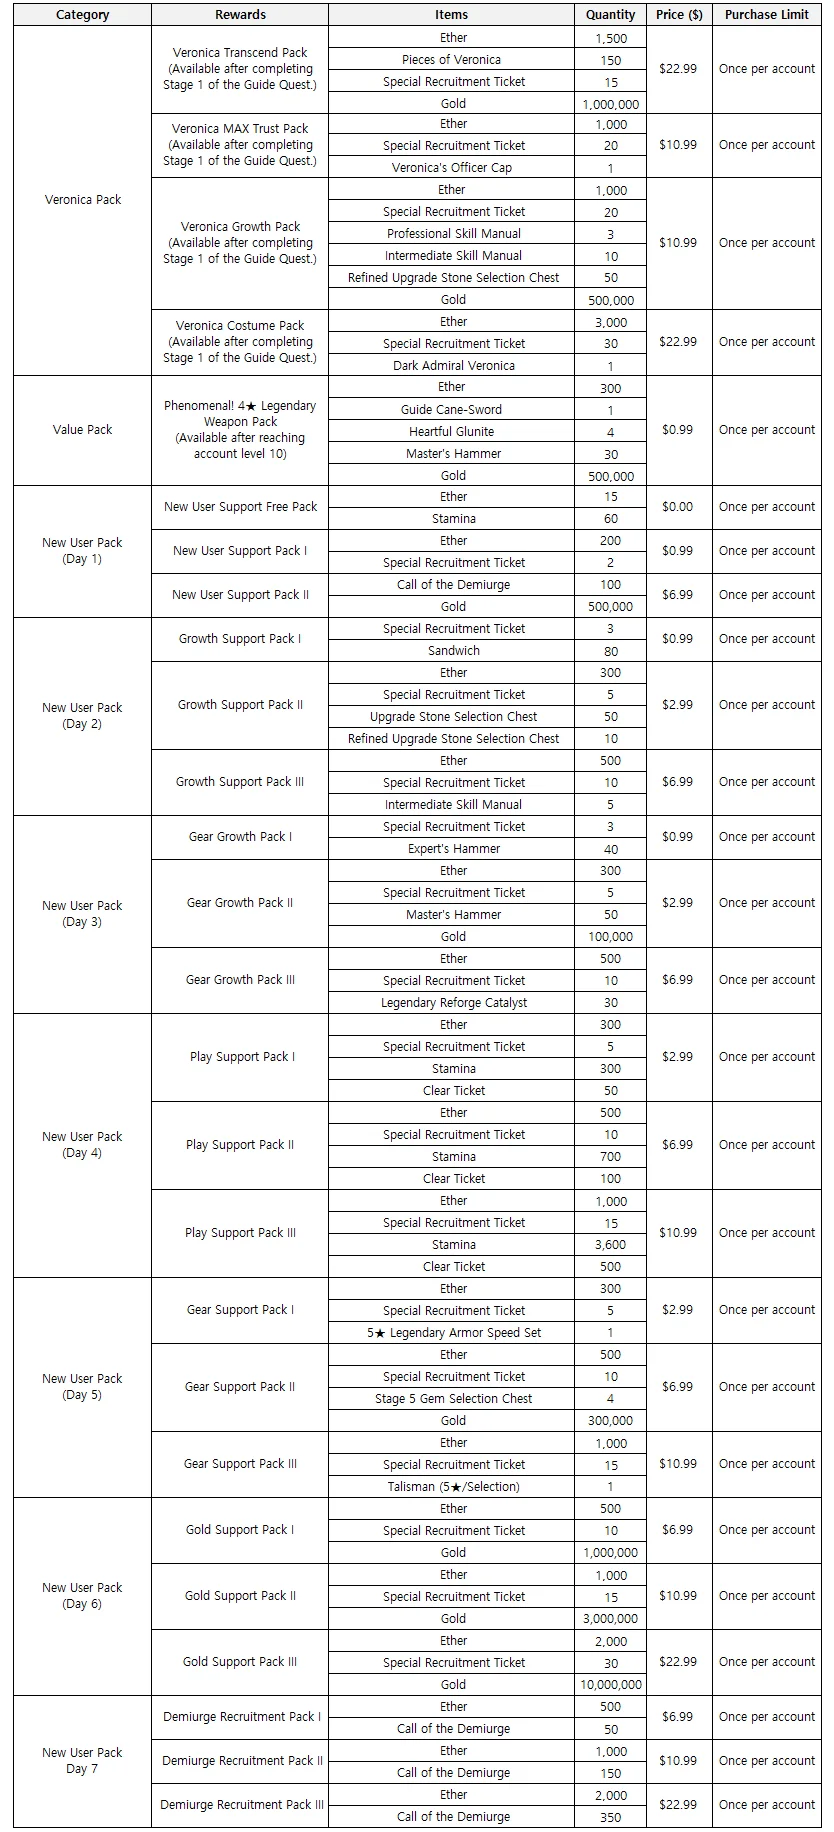 Category Rewards Items Quantity Price ($) Purchase Limit
Veronica Pack
Veronica Transcend Pack
(Available after completing
Stage 1 of the Guide Quest.)
Ether 1,500
Pieces of Veronica 150
Special Recruitment Ticket 15
Gold 1,000,000
$22.99 Once per account
Veronica MAX Trust Pack
(Available after completing
Stage 1 of the Guide Quest.)
Ether 1,000
Special Recruitment Ticket 20
Veronica's Officer Cap 1
$10.99 Once per account
Veronica Growth Pack
(Available after completing
Stage 1 of the Guide Quest.)
Ether 1,000
Special Recruitment Ticket 20
Professional Skill Manual 3
Intermediate Skill Manual 10
Refined Upgrade Stone Selection Chest 50
Gold 500,000
$10.99 Once per account
Veronica Costume Pack
(Available after completing
Stage 1 of the Guide Quest.)
Ether 3,000
Special Recruitment Ticket 30
Dark Admiral Veronica 1
$22.99 Once per account
Value Pack
Phenomenal! 4★ Legendary
Weapon Pack
(Available after reaching
account level 10)
Ether 300
Guide Cane-Sword 1
Heartful Glunite 4
Master's Hammer 30
Gold 500,000
$0.99 Once per account
New User Pack
(Day 1)
New User Support Free Pack
Ether 15
Stamina 60
$0.00 Once per account
New User Support Pack I
Ether 200
Special Recruitment Ticket 2
$0.99 Once per account
New User Support Pack II
Call of the Demiurge 100
Gold 500,000
$6.99 Once per account
New User Pack
(Day 2)
Growth Support Pack I
Special Recruitment Ticket 3
Sandwich 80
$0.99 Once per account
Growth Support Pack II
Ether 300
Special Recruitment Ticket 5
Upgrade Stone Selection Chest 50
Refined Upgrade Stone Selection Chest 10
$2.99 Once per account
Growth Support Pack III
Ether 500
Special Recruitment Ticket 10
Intermediate Skill Manual 5
$6.99 Once per account
New User Pack
(Day 3)
Gear Growth Pack I
Special Recruitment Ticket 3
Expert's Hammer 40
$0.99 Once per account
Gear Growth Pack II
Ether 300
Special Recruitment Ticket 5
Master's Hammer 50
Gold 100,000
$2.99 Once per account
Gear Growth Pack III
Ether 500
Special Recruitment Ticket 10
Legendary Reforge Catalyst 30
$6.99 Once per account
New User Pack
(Day 4)
Play Support Pack I
Ether 300
Special Recruitment Ticket 5
Stamina 300
Clear Ticket 50
$2.99 Once per account
Play Support Pack II
Ether 500
Special Recruitment Ticket 10
Stamina 700
Clear Ticket 100
$6.99 Once per account
Play Support Pack III
Ether 1,000
Special Recruitment Ticket 15
Stamina 3,600
Clear Ticket 500
$10.99 Once per account
New User Pack
(Day 5)
Gear Support Pack I
Ether 300
Special Recruitment Ticket 5
5★ Legendary Armor Speed Set 1
$2.99 Once per account
Gear Support Pack II
Ether 500
Special Recruitment Ticket 10
Stage 5 Gem Selection Chest 4
Gold 300,000
$6.99 Once per account
Gear Support Pack III
Ether 1,000
Special Recruitment Ticket 15
Talisman (5★/Selection) 1
$10.99 Once per account
New User Pack
(Day 6)
Gold Support Pack I
Ether 500
Special Recruitment Ticket 10
Gold 1,000,000
$6.99 Once per account
Gold Support Pack II
Ether 1,000
Special Recruitment Ticket 15
Gold 3,000,000
$10.99 Once per account
Gold Support Pack III
Ether 2,000
Special Recruitment Ticket 30
Gold 10,000,000
$22.99 Once per account
New User Pack
Day 7
Demiurge Recruitment Pack I
Ether 500
Call of the Demiurge 50
$6.99 Once per account
Demiurge Recruitment Pack II
Ether 1,000
Call of the Demiurge 150
$10.99 Once per account
Demiurge Recruitment Pack III
Ether 2,000
Call of the Demiurge 350
$22.99 Once per account